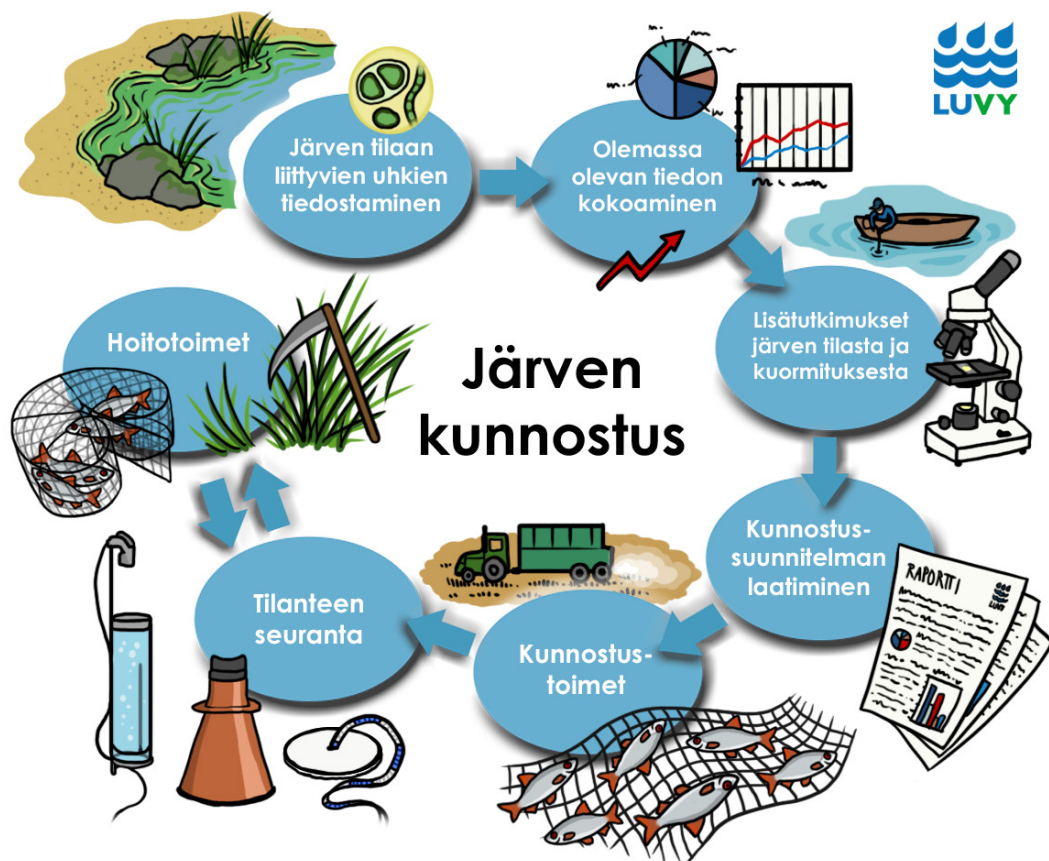 LUVY
Järven tilaan
liittyvien uhkien
tiedostaminen
Olemassa
olevan tiedon
kokoaminen
Lisätutkimukset
järven tilasta ja
kuormituksesta
Hoitotoimet
Järven
kunnostus
Kunnostus-
suunnitelman
laatiminen
RAPORTTI
LUVY
Tilanteen
seuranta
Kunnostus-
toimet